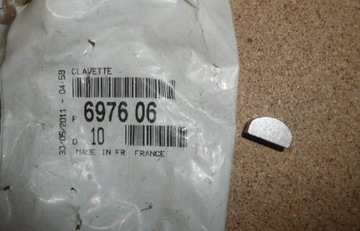 CLAVETTE
30/05/2011 - 04:59
F 6976 06
Q 10
MADE IN FR FRANCE